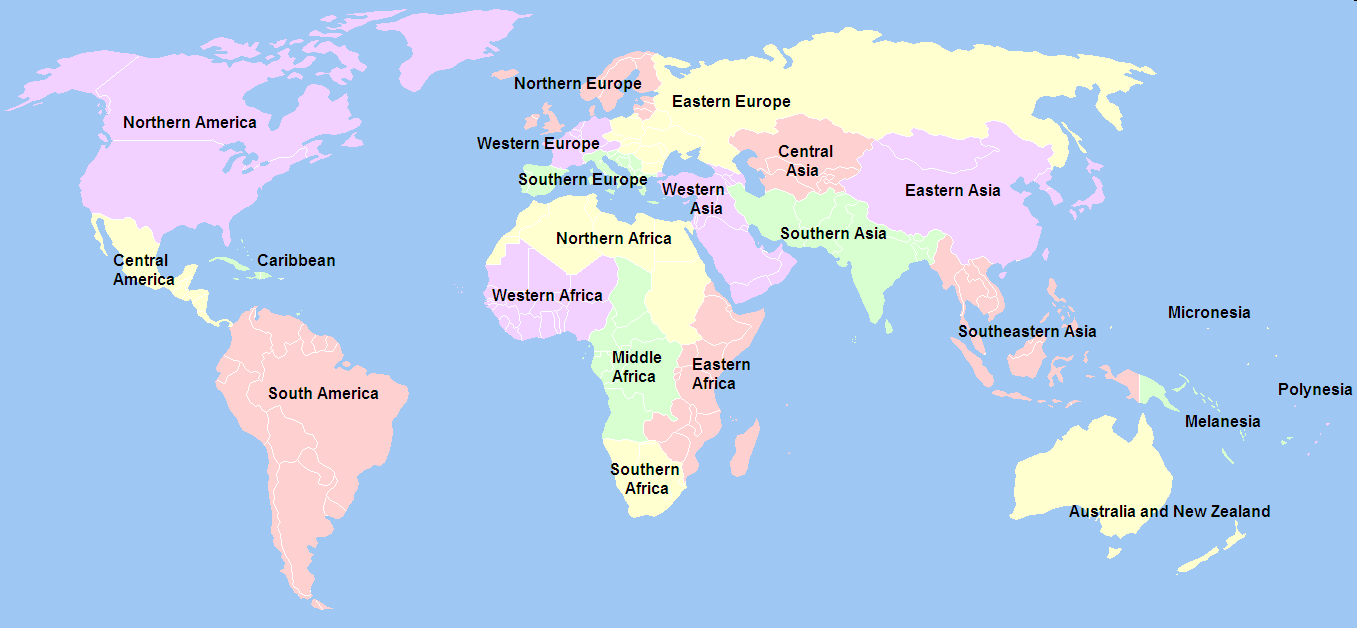 Northern Europe
Eastern Europe
Northern America
Western Europe
Central
Asia
Southern Europe
Western
Asia
Eastern Asia
Southern Asia
Northern Africa
Central
America
Caribbean
Western Africa
Micronesia
Southeastern Asia
Middle
Africa
Eastern
Africa
South America
Polynesia
Melanesia
Southern
Africa
Australia and New Zealand